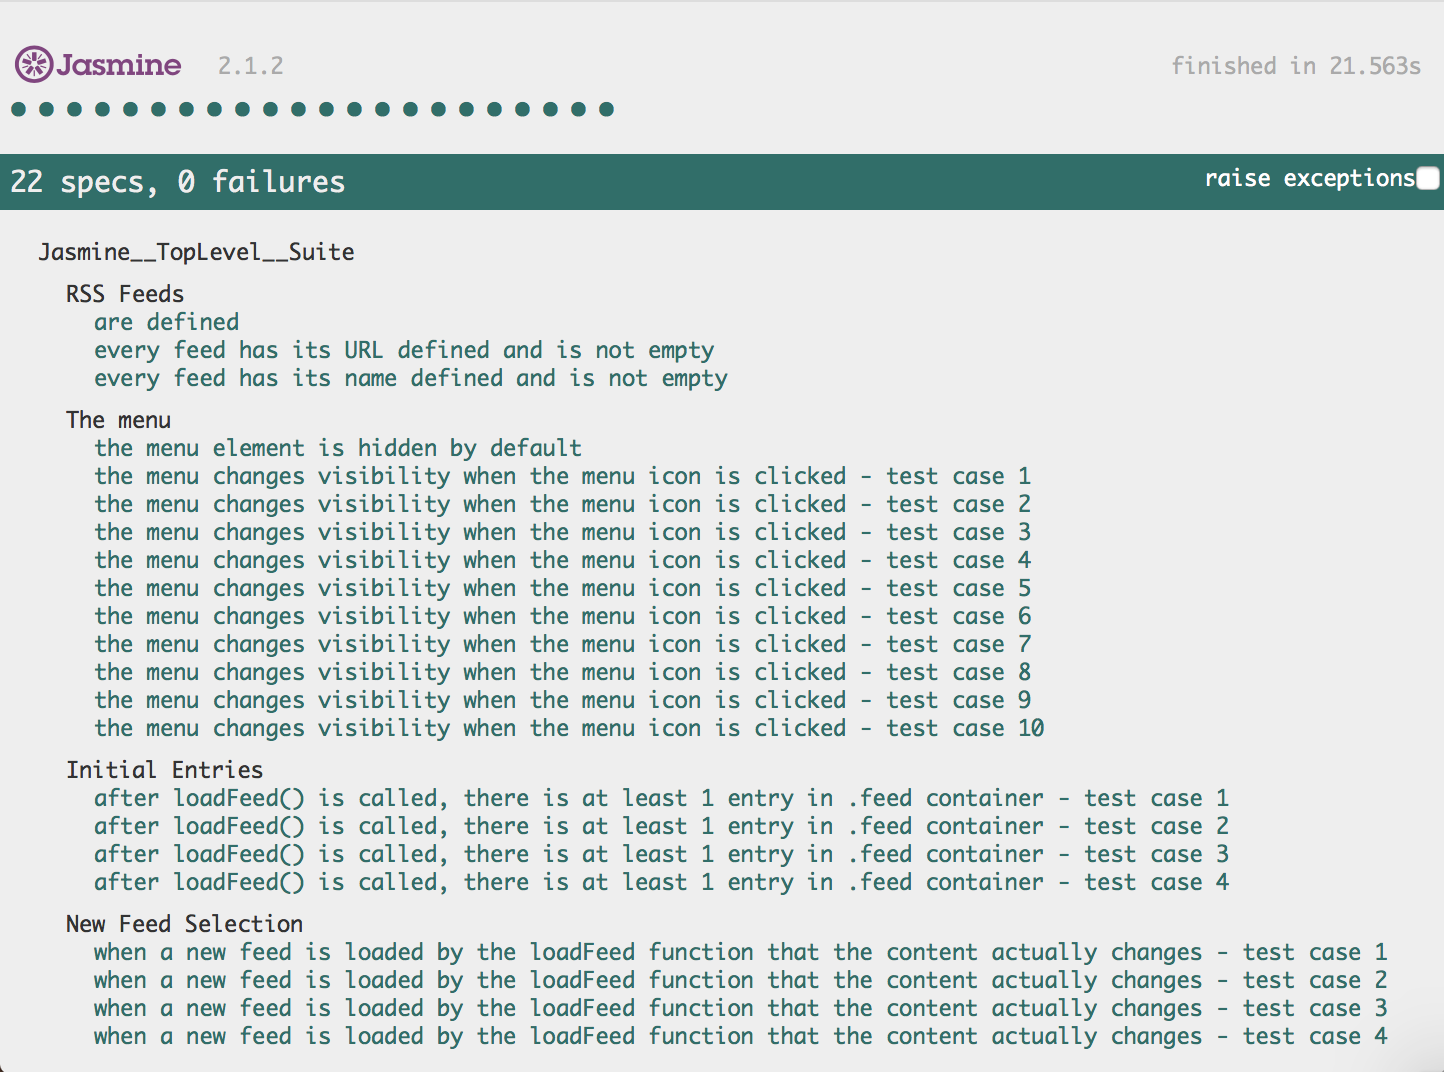 Jasmine 2.1.2 finished in 21.563s
22 specs, 0 failures raise exceptions
Jasmine__TopLevel__Suite
RSS Feeds
are defined
every feed has its URL defined and is not empty
every feed has its name defined and is not empty
The menu
the menu element is hidden by default
the menu changes visibility when the menu icon is clicked - test case 1
the menu changes visibility when the menu icon is clicked - test case 2
the menu changes visibility when the menu icon is clicked - test case 3
the menu changes visibility when the menu icon is clicked - test case 4
the menu changes visibility when the menu icon is clicked - test case 5
the menu changes visibility when the menu icon is clicked - test case 6
the menu changes visibility when the menu icon is clicked - test case 7
the menu changes visibility when the menu icon is clicked - test case 8
the menu changes visibility when the menu icon is clicked - test case 9
the menu changes visibility when the menu icon is clicked - test case 10
Initial Entries
after loadFeed() is called, there is at least 1 entry in .feed container - test case 1
after loadFeed() is called, there is at least 1 entry in .feed container - test case 2
after loadFeed() is called, there is at least 1 entry in .feed container - test case 3
after loadFeed() is called, there is at least 1 entry in .feed container - test case 4
New Feed Selection
when a new feed is loaded by the loadFeed function that the content actually changes - test case 1
when a new feed is loaded by the loadFeed function that the content actually changes - test case 2
when a new feed is loaded by the loadFeed function that the content actually changes - test case 3
when a new feed is loaded by the loadFeed function that the content actually changes - test case 4